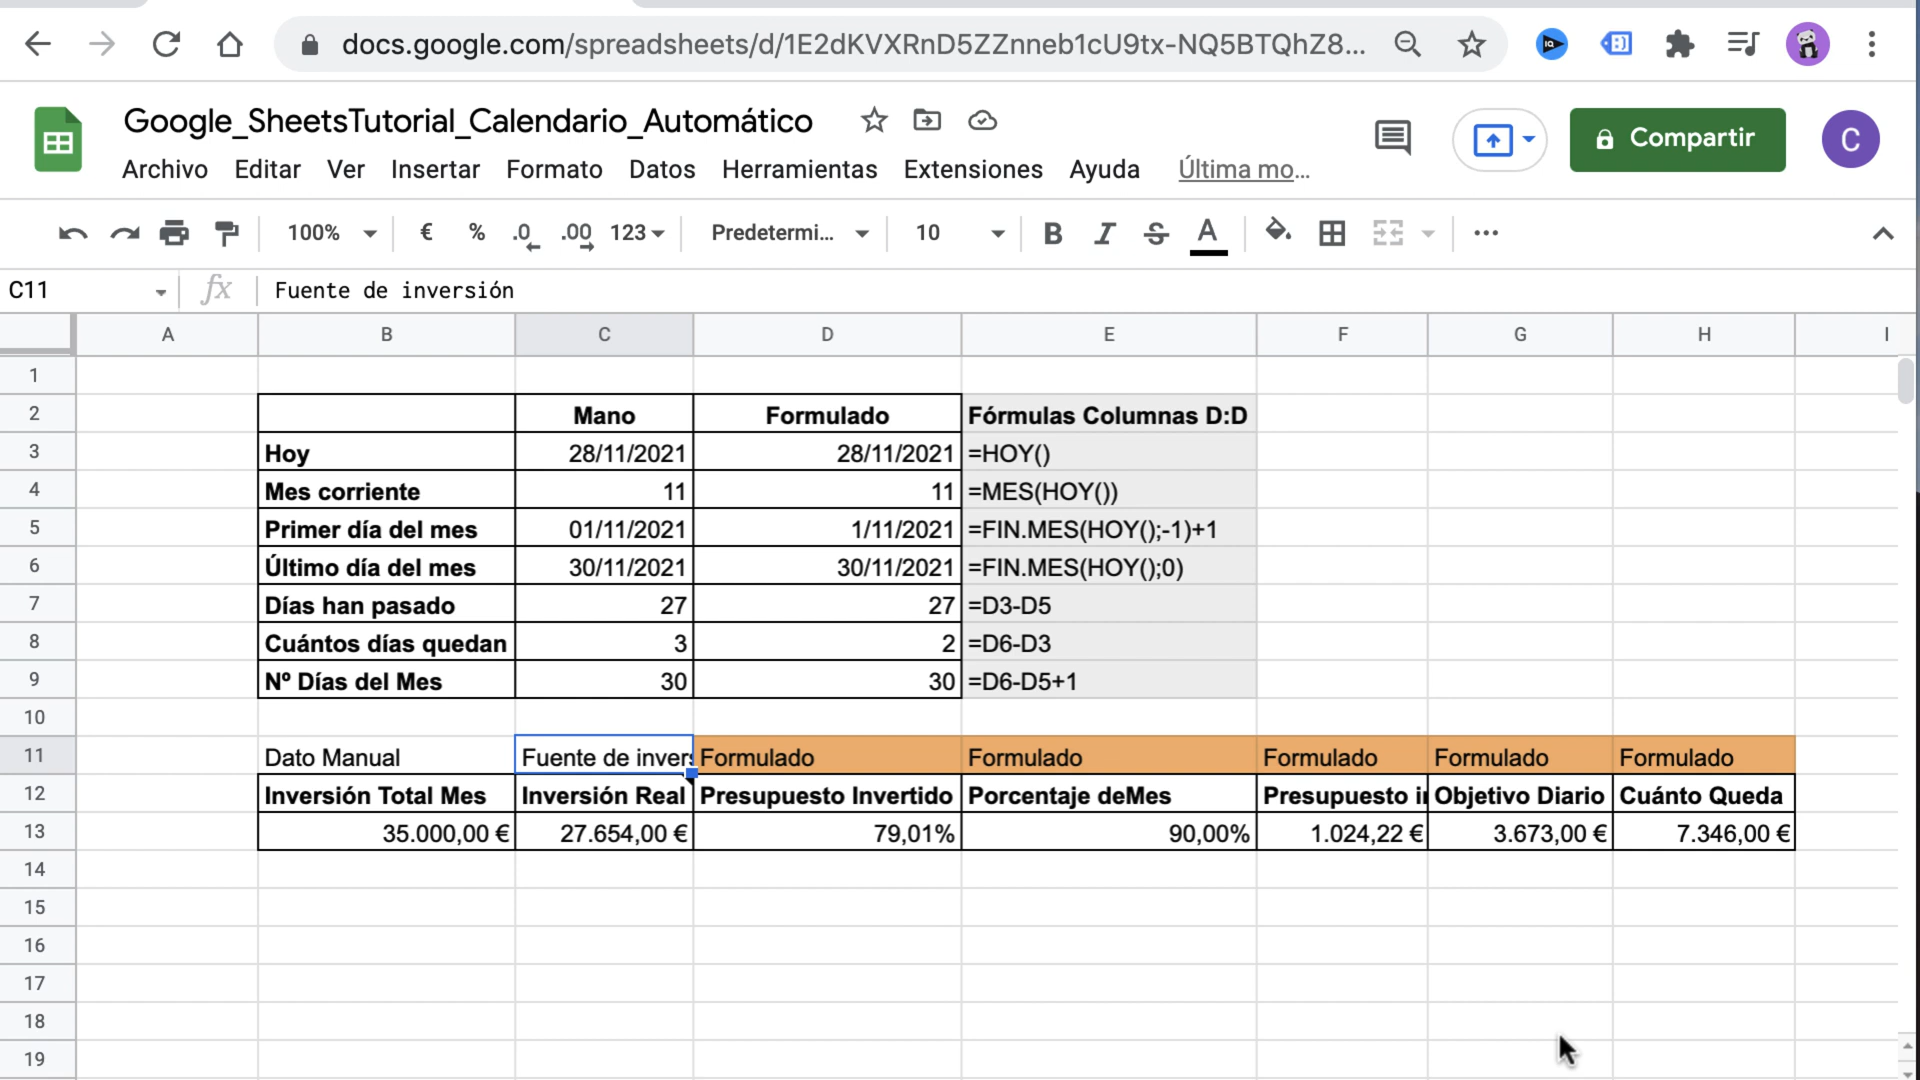 docs.google.com/spreadsheets/d/1E2dKVXRnD5ZZnneb1cU9tx-NQ5BTQhZ8...
Google_SheetsTutorial_Calendario_Automático
Compartir
C
Archivo Editar Ver Insertar Formato Datos Herramientas Extensiones Ayuda Última mo...
100% € % .0 .00 123 Predetermi... 10 B I S A ...
C11 fx Fuente de inversión
A B C D E F G H I
1
2 Mano Formulado Fórmulas Columnas D:D
3 Hoy 28/11/2021 28/11/2021 =HOY()
4 Mes corriente 11 11 =MES(HOY())
5 Primer día del mes 01/11/2021 1/11/2021 =FIN.MES(HOY();-1)+1
6 Último día del mes 30/11/2021 30/11/2021 =FIN.MES(HOY();0)
7 Días han pasado 27 27 =D3-D5
8 Cuántos días quedan 3 2 =D6-D3
9 Nº Días del Mes 30 30 =D6-D5+1
10
11 Dato Manual Fuente de invers Formulado Formulado Formulado Formulado Formulado
12 Inversión Total Mes Inversión Real Presupuesto Invertido Porcentaje deMes Presupuesto in Objetivo Diario Cuánto Queda
13 35.000,00 € 27.654,00 € 79,01% 90,00% 1.024,22 € 3.673,00 € 7.346,00 €
14
15
16
17
18
19